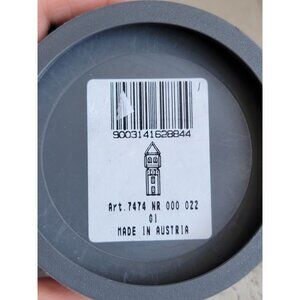 9003141628844
Art.7474 NR 000 022
GI
MADE IN AUSTRIA